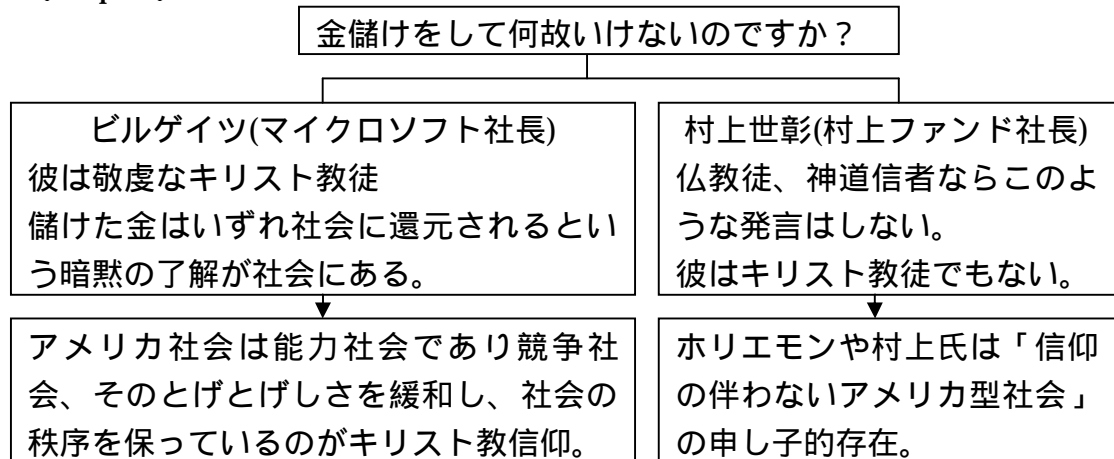 金儲けをして何故いけないのですか？
ビルゲイツ(マイクロソフト社長)
彼は敬虔なキリスト教徒
儲けた金はいずれ社会に還元されるとい
う暗黙の了解が社会にある。
村上世彰(村上ファンド社長)
仏教徒、神道信者ならこのよ
うな発言はしない。
彼はキリスト教徒でもない。
アメリカ社会は能力社会であり競争社
会、そのとげとげしさを緩和し、社会の
秩序を保っているのがキリスト教信仰。
ホリエモンや村上氏は「信仰
の伴わないアメリカ型社会」
の申し子的存在。